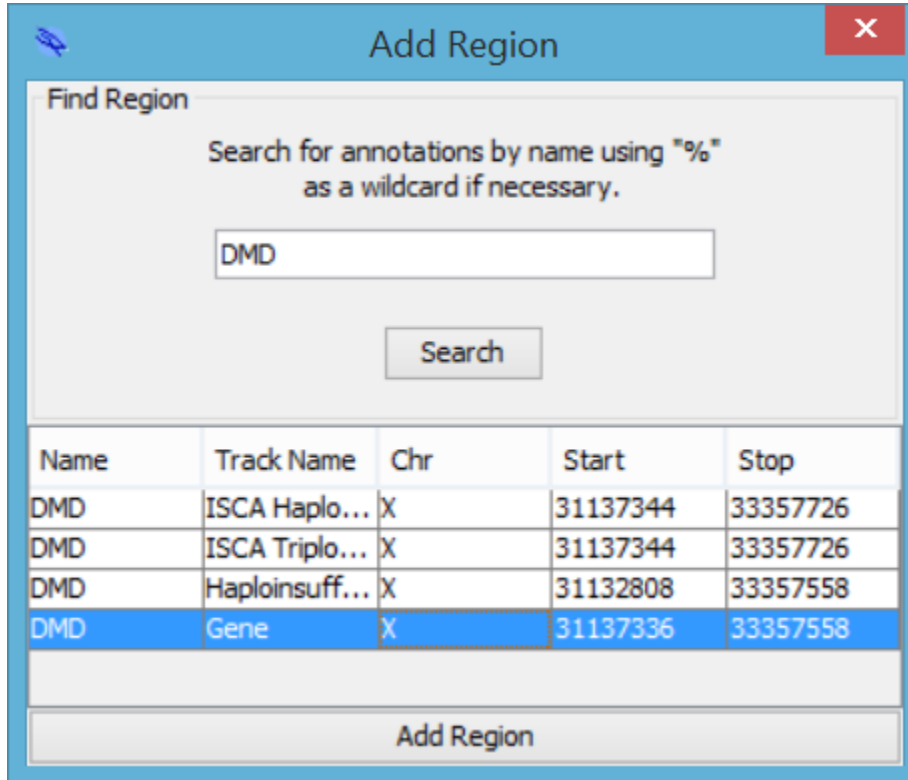 Add Region
Find Region
Search for annotations by name using "%"
as a wildcard if necessary.
DMD
Search
Name Track Name Chr Start Stop
DMD ISCA Haplo... X 31137344 33357726
DMD ISCA Triplo... X 31137344 33357726
DMD Haploinsuff... X 31132808 33357558
DMD Gene X 31137336 33357558
Add Region